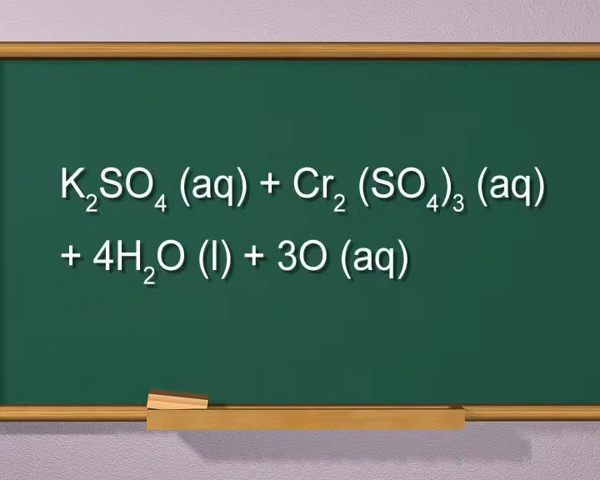 K₂SO₄ (aq) + Cr₂ (SO₄)₃ (aq)
+ 4H₂O (l) + 3O (aq)